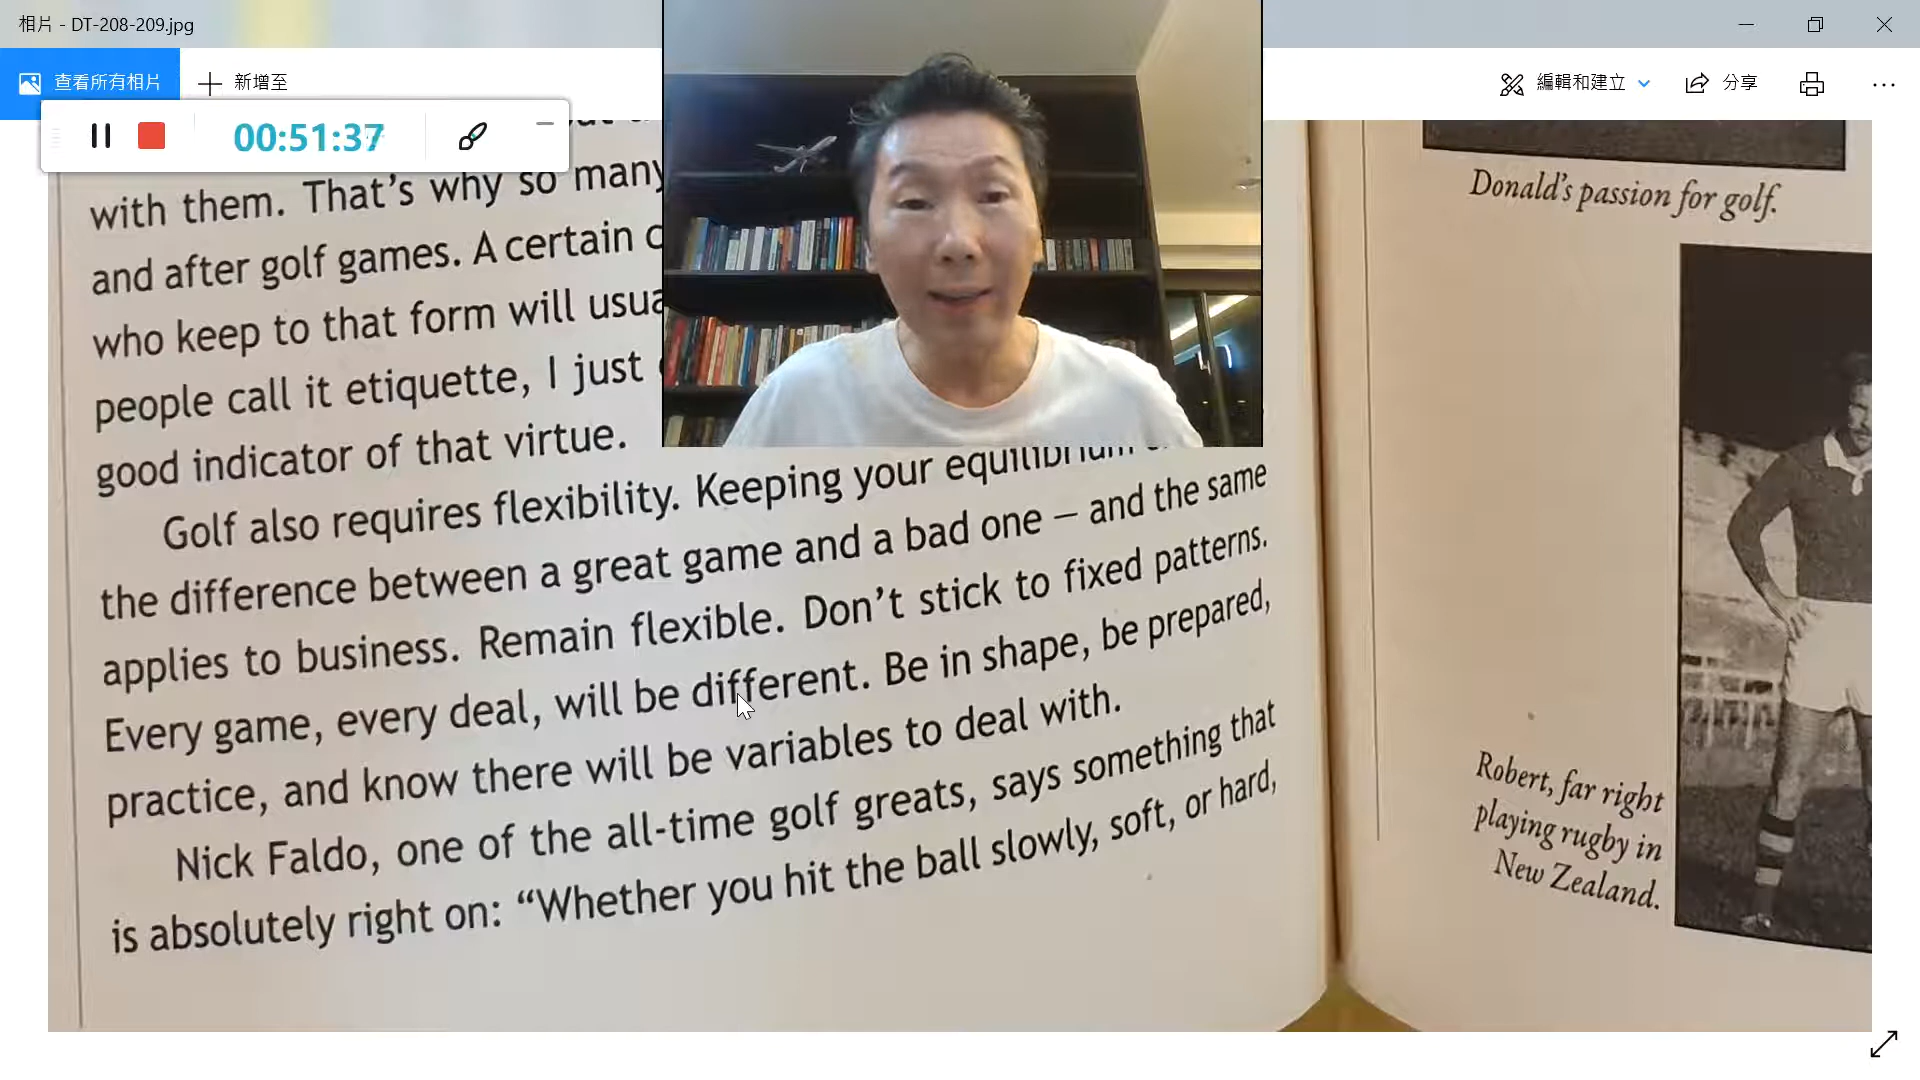 相片 - DT-208-209.jpg
查看所有相片
新增至
編輯和建立
分享
00:51:37
with them. That's why so many
and after golf games. A certain
who keep to that form will
people call it etiquette, I just
good indicator of that virtue.
Golf also requires flexibility. Keeping your equilibrium
the difference between a great game and a bad one – and the same
applies to business. Remain flexible. Don't stick to fixed patterns.
Every game, every deal, will be different. Be in shape, be prepared,
practice, and know there will be variables to deal with.
Nick Faldo, one of the all-time golf greats, says something that
is absolutely right on: “Whether you hit the ball slowly, soft, or hard,
Donald's passion for golf.
Robert, far right
playing rugby in
New Zealand.